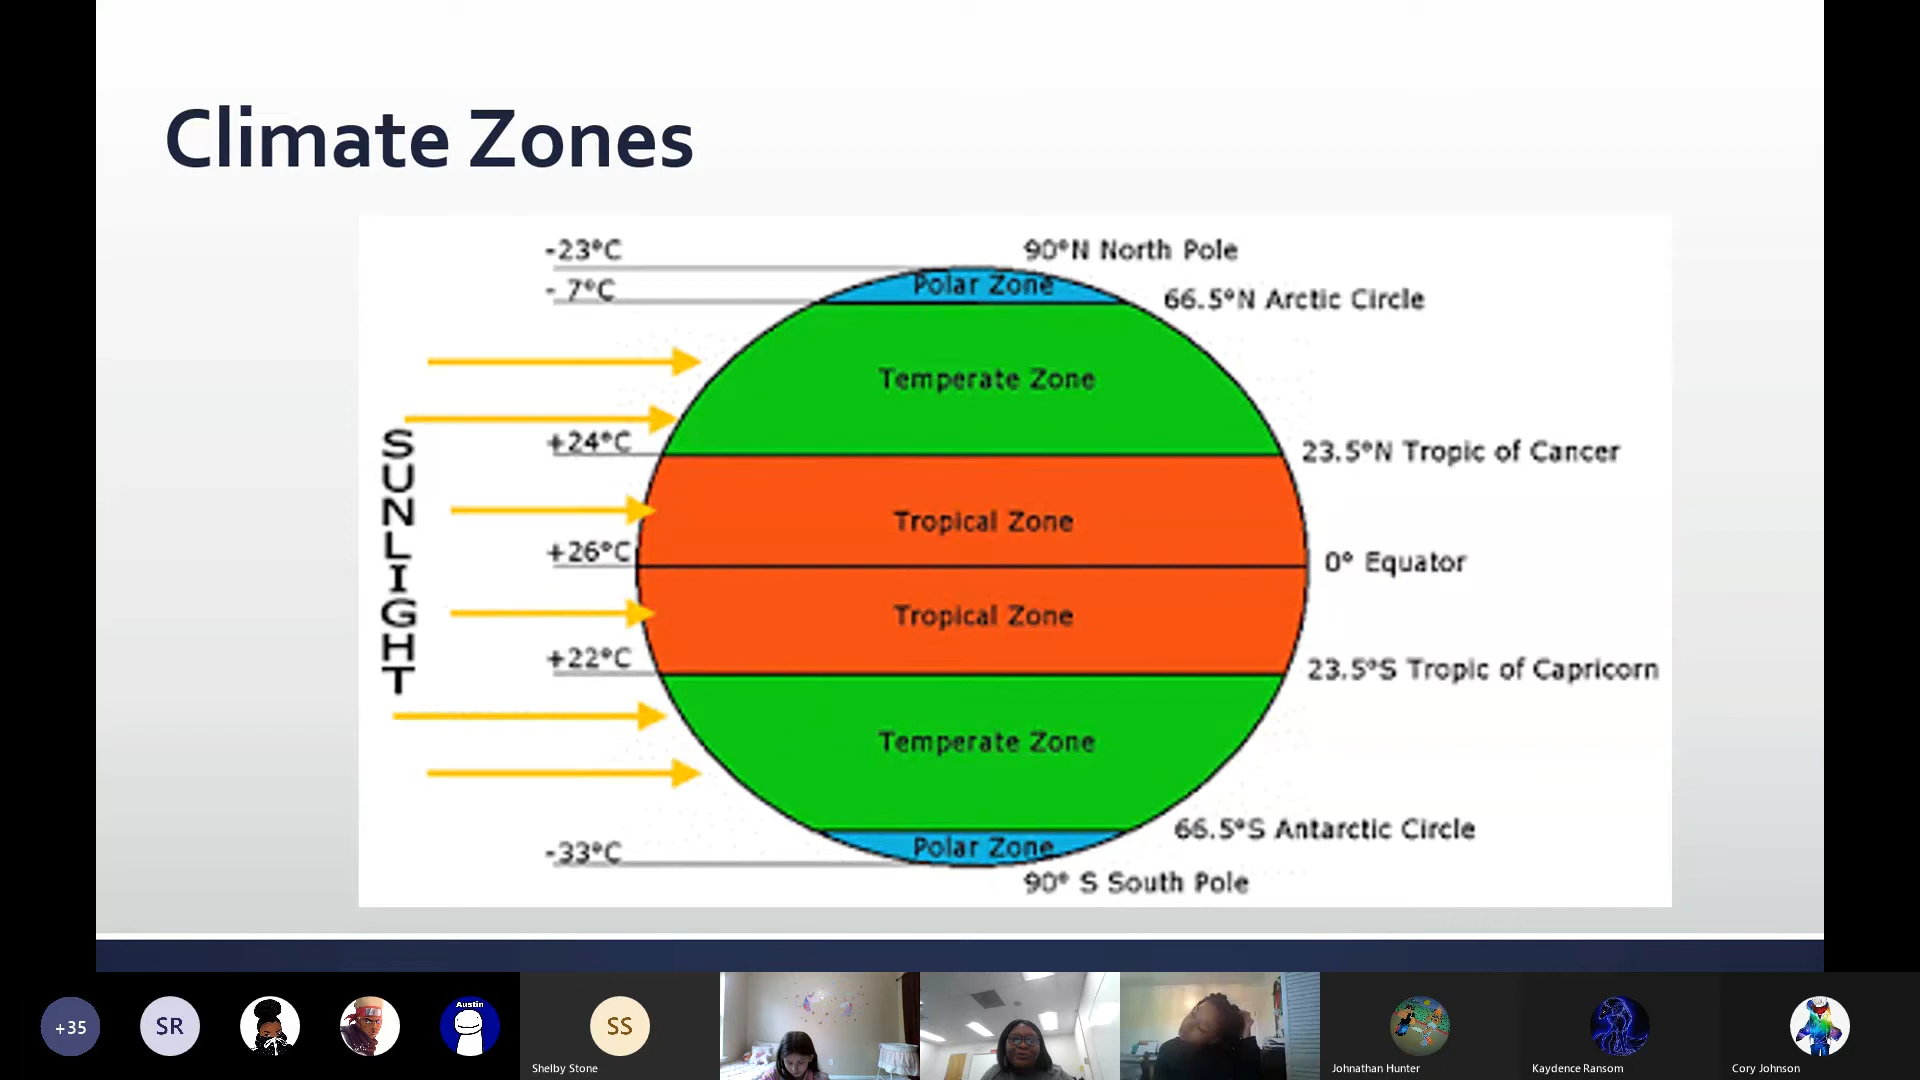 Climate Zones
-23°C
90°N North Pole
- 7°C
Polar Zone
66.5°N Arctic Circle
Temperate Zone
+24°C
23.5°N Tropic of Cancer
SUNLIGHT
Tropical Zone
+26°C
0° Equator
Tropical Zone
+22°C
23.5°S Tropic of Capricorn
Temperate Zone
66.5°S Antarctic Circle
-33°C
Polar Zone
90° S South Pole
+35
SR
Austin
SS
Shelby Stone
Johnathan Hunter
Kaydence Ransom
Cory Johnson